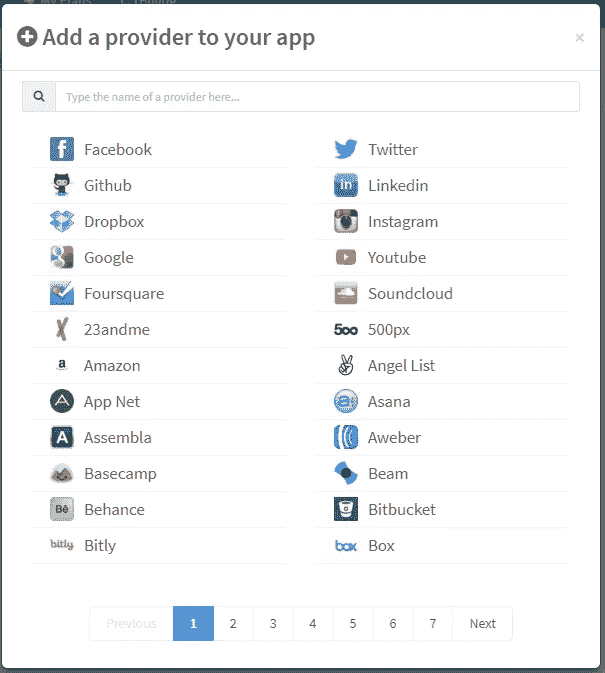 Add a provider to your app ×
Type the name of a provider here...
Facebook Twitter
Github Linkedin
Dropbox Instagram
Google Youtube
Foursquare Soundcloud
23andme 500px
Amazon Angel List
App Net Asana
Assembla Aweber
Basecamp Beam
Behance Bitbucket
Bitly Box
Previous 1 2 3 4 5 6 7 Next